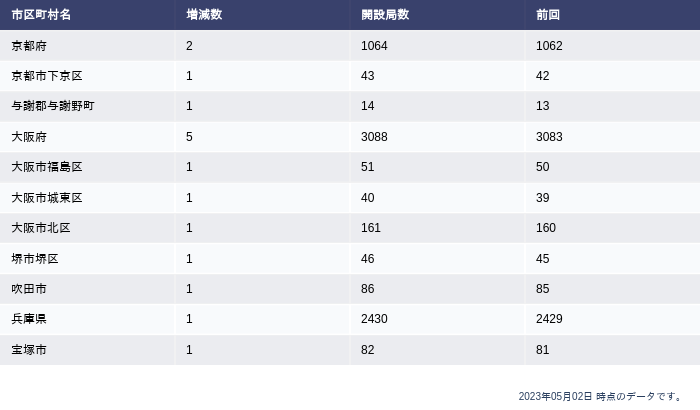 市区町村名 増減数 開設局数 前回
京都府 2 1064 1062
京都市下京区 1 43 42
与謝郡与謝野町 1 14 13
大阪府 5 3088 3083
大阪市福島区 1 51 50
大阪市城東区 1 40 39
大阪市北区 1 161 160
堺市堺区 1 46 45
吹田市 1 86 85
兵庫県 1 2430 2429
宝塚市 1 82 81
2023年05月02日 時点のデータです。